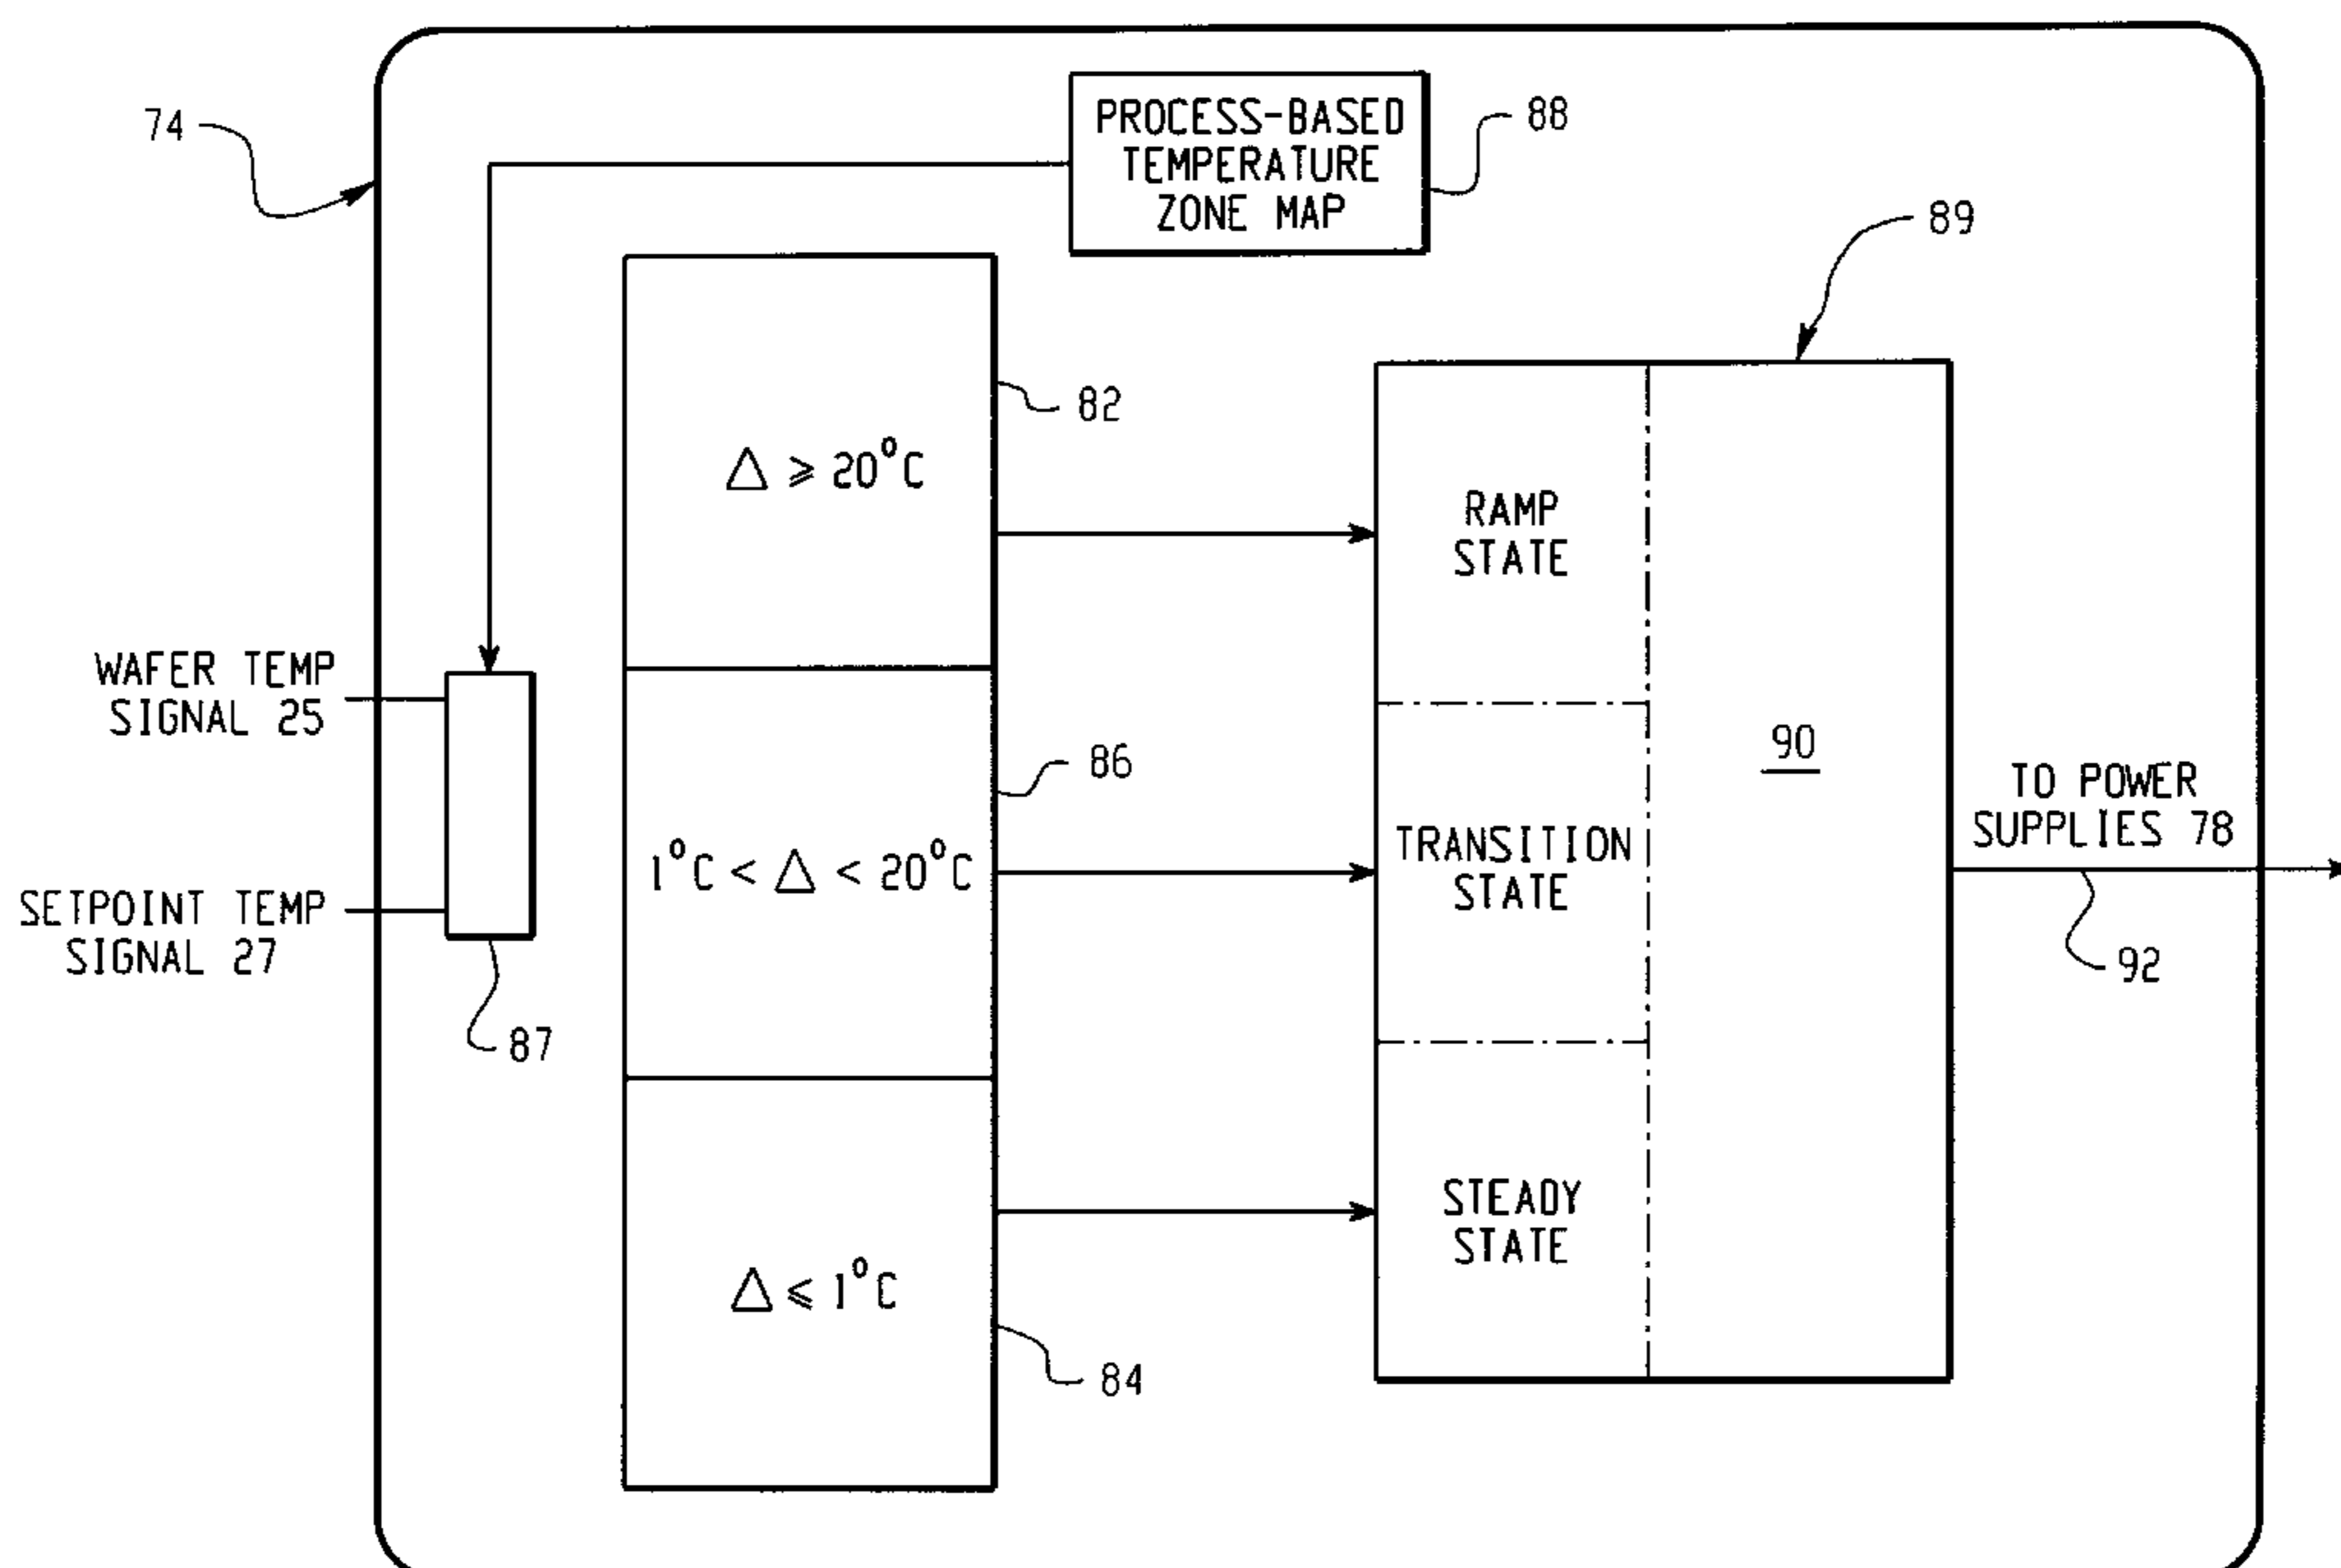 PROCESS-BASED
TEMPERATURE
ZONE MAP
88
74
89
82
Δ ⩾ 20°C
RAMP
STATE
WAFER TEMP
SIGNAL 25
86
90
1°C < Δ < 20°C
TRANSITION
STATE
TO POWER
SUPPLIES 78
SETPOINT TEMP
SIGNAL 27
92
87
STEADY
STATE
Δ ⩽ 1°C
84